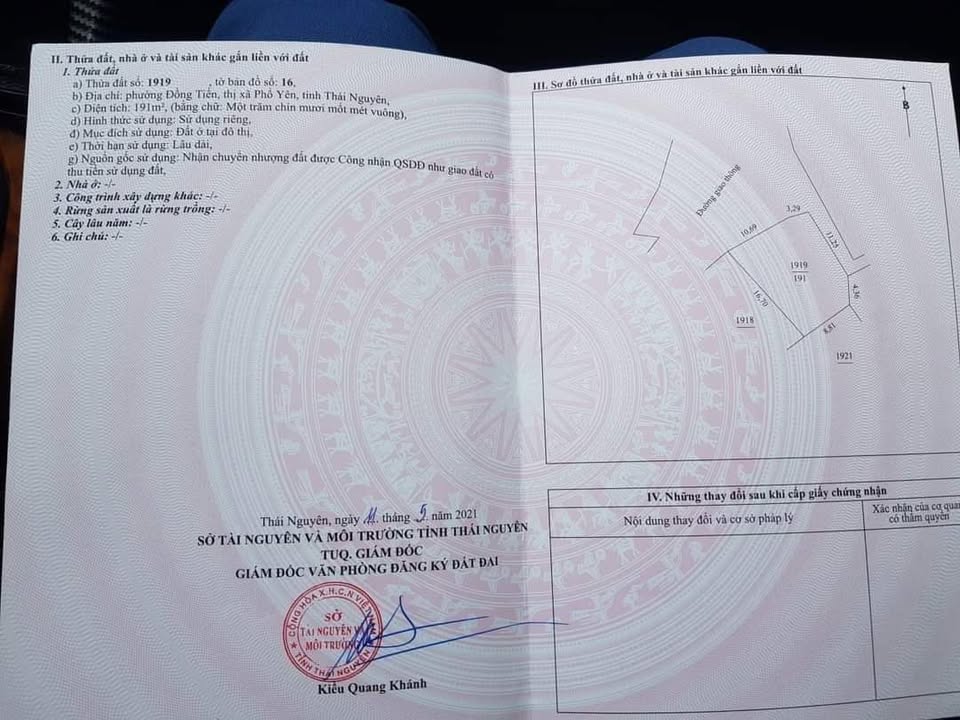 II. Thửa đất, nhà ở và tài sản khác gắn liền với đất
1. Thửa đất
a) Thửa đất số: 1919 , tờ bản đồ số: 16,
b) Địa chỉ: phường Đồng Tiến, thị xã Phổ Yên, tỉnh Thái Nguyên,
c) Diện tích: 191m², (bằng chữ: Một trăm chín mươi mốt mét vuông),
d) Hình thức sử dụng: Sử dụng riêng,
đ) Mục đích sử dụng: Đất ở tại đô thị,
e) Thời hạn sử dụng: Lâu dài,
g) Nguồn gốc sử dụng: Nhận chuyển nhượng đất được Công nhận QSDĐ như giao đất có
thu tiền sử dụng đất,
2. Nhà ở: -/-
3. Công trình xây dựng khác: -/-
4. Rừng sản xuất là rừng trồng: -/-
5. Cây lâu năm: -/-
6. Ghi chú: -/-
Thái Nguyên, ngày 11 tháng 5 năm 2021
SỞ TÀI NGUYÊN VÀ MÔI TRƯỜNG TỈNH THÁI NGUYÊN
TUQ. GIÁM ĐỐC
GIÁM ĐỐC VĂN PHÒNG ĐĂNG KÝ ĐẤT ĐAI
CỘNG HÒA X.H.C.N VIỆT NAM
SỞ
TÀI NGUYÊN VÀ
MÔI TRƯỜNG
TỈNH THÁI NGUYÊN
Kiều Quang Khánh
III. Sơ đồ thửa đất, nhà ở và tài sản khác gắn liền với đất
B
Đường giao thông
3,29
10,69
11,25
1919
191
4,36
16,70
1918
8,81
1921
IV. Những thay đổi sau khi cấp giấy chứng nhận
Nội dung thay đổi và cơ sở pháp lý
Xác nhận của cơ quan
có thẩm quyền